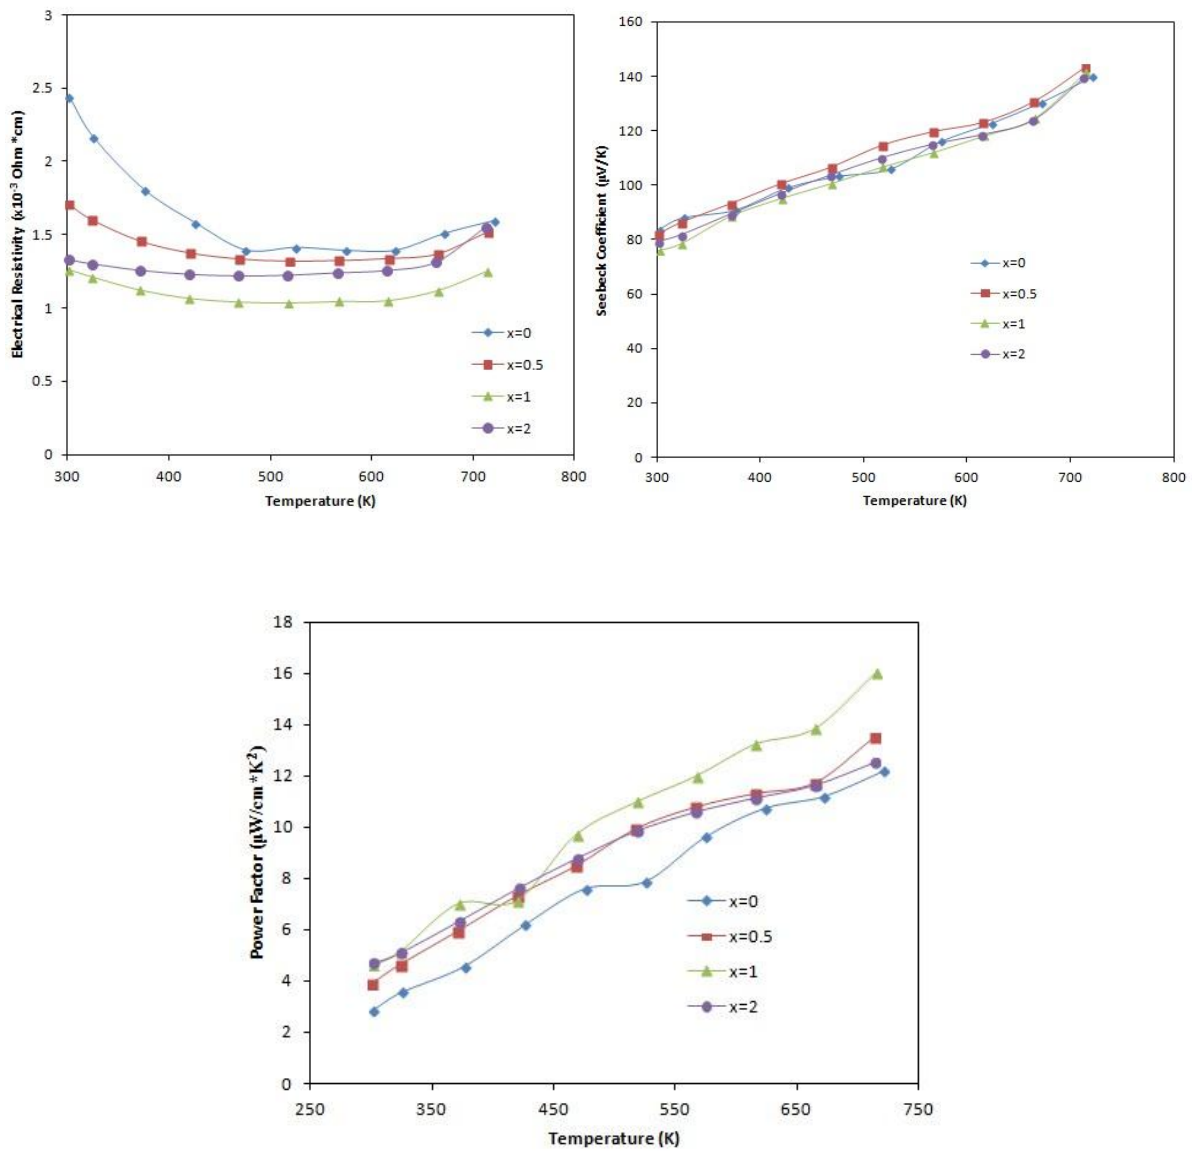 3
2.5
2
1.5
1
0.5
0
300
400
500
600
700
800
Electrical Resistivity (x10⁻³ Ohm *cm)
Temperature (K)
x=0
x=0.5
x=1
x=2
160
140
120
100
80
60
40
20
0
300
400
500
600
700
800
Seebeck Coefficient (µV/K)
Temperature (K)
x=0
x=0.5
x=1
x=2
18
16
14
12
10
8
6
4
2
0
250
350
450
550
650
750
Power Factor (µW/cm *K²)
Temperature (K)
x=0
x=0.5
x=1
x=2